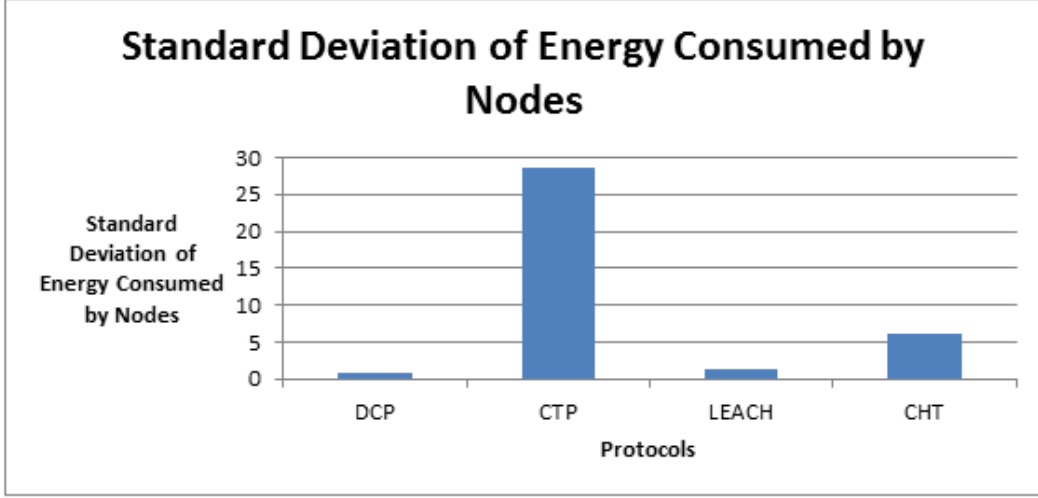 Standard Deviation of Energy Consumed by
Nodes
30
25
20
15
10
5
0
Standard
Deviation of
Energy Consumed
by Nodes
DCP
CTP
LEACH
CHT
Protocols